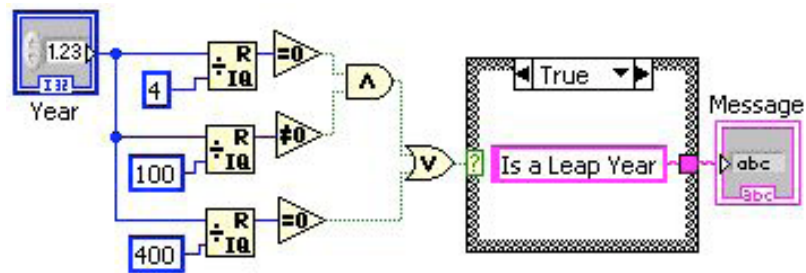 1.23
I32
Year
4
R
IQ
=0
100
R
IQ
≠0
400
R
IQ
=0
Λ
V
True
?
Is a Leap Year
Message
abc
abc